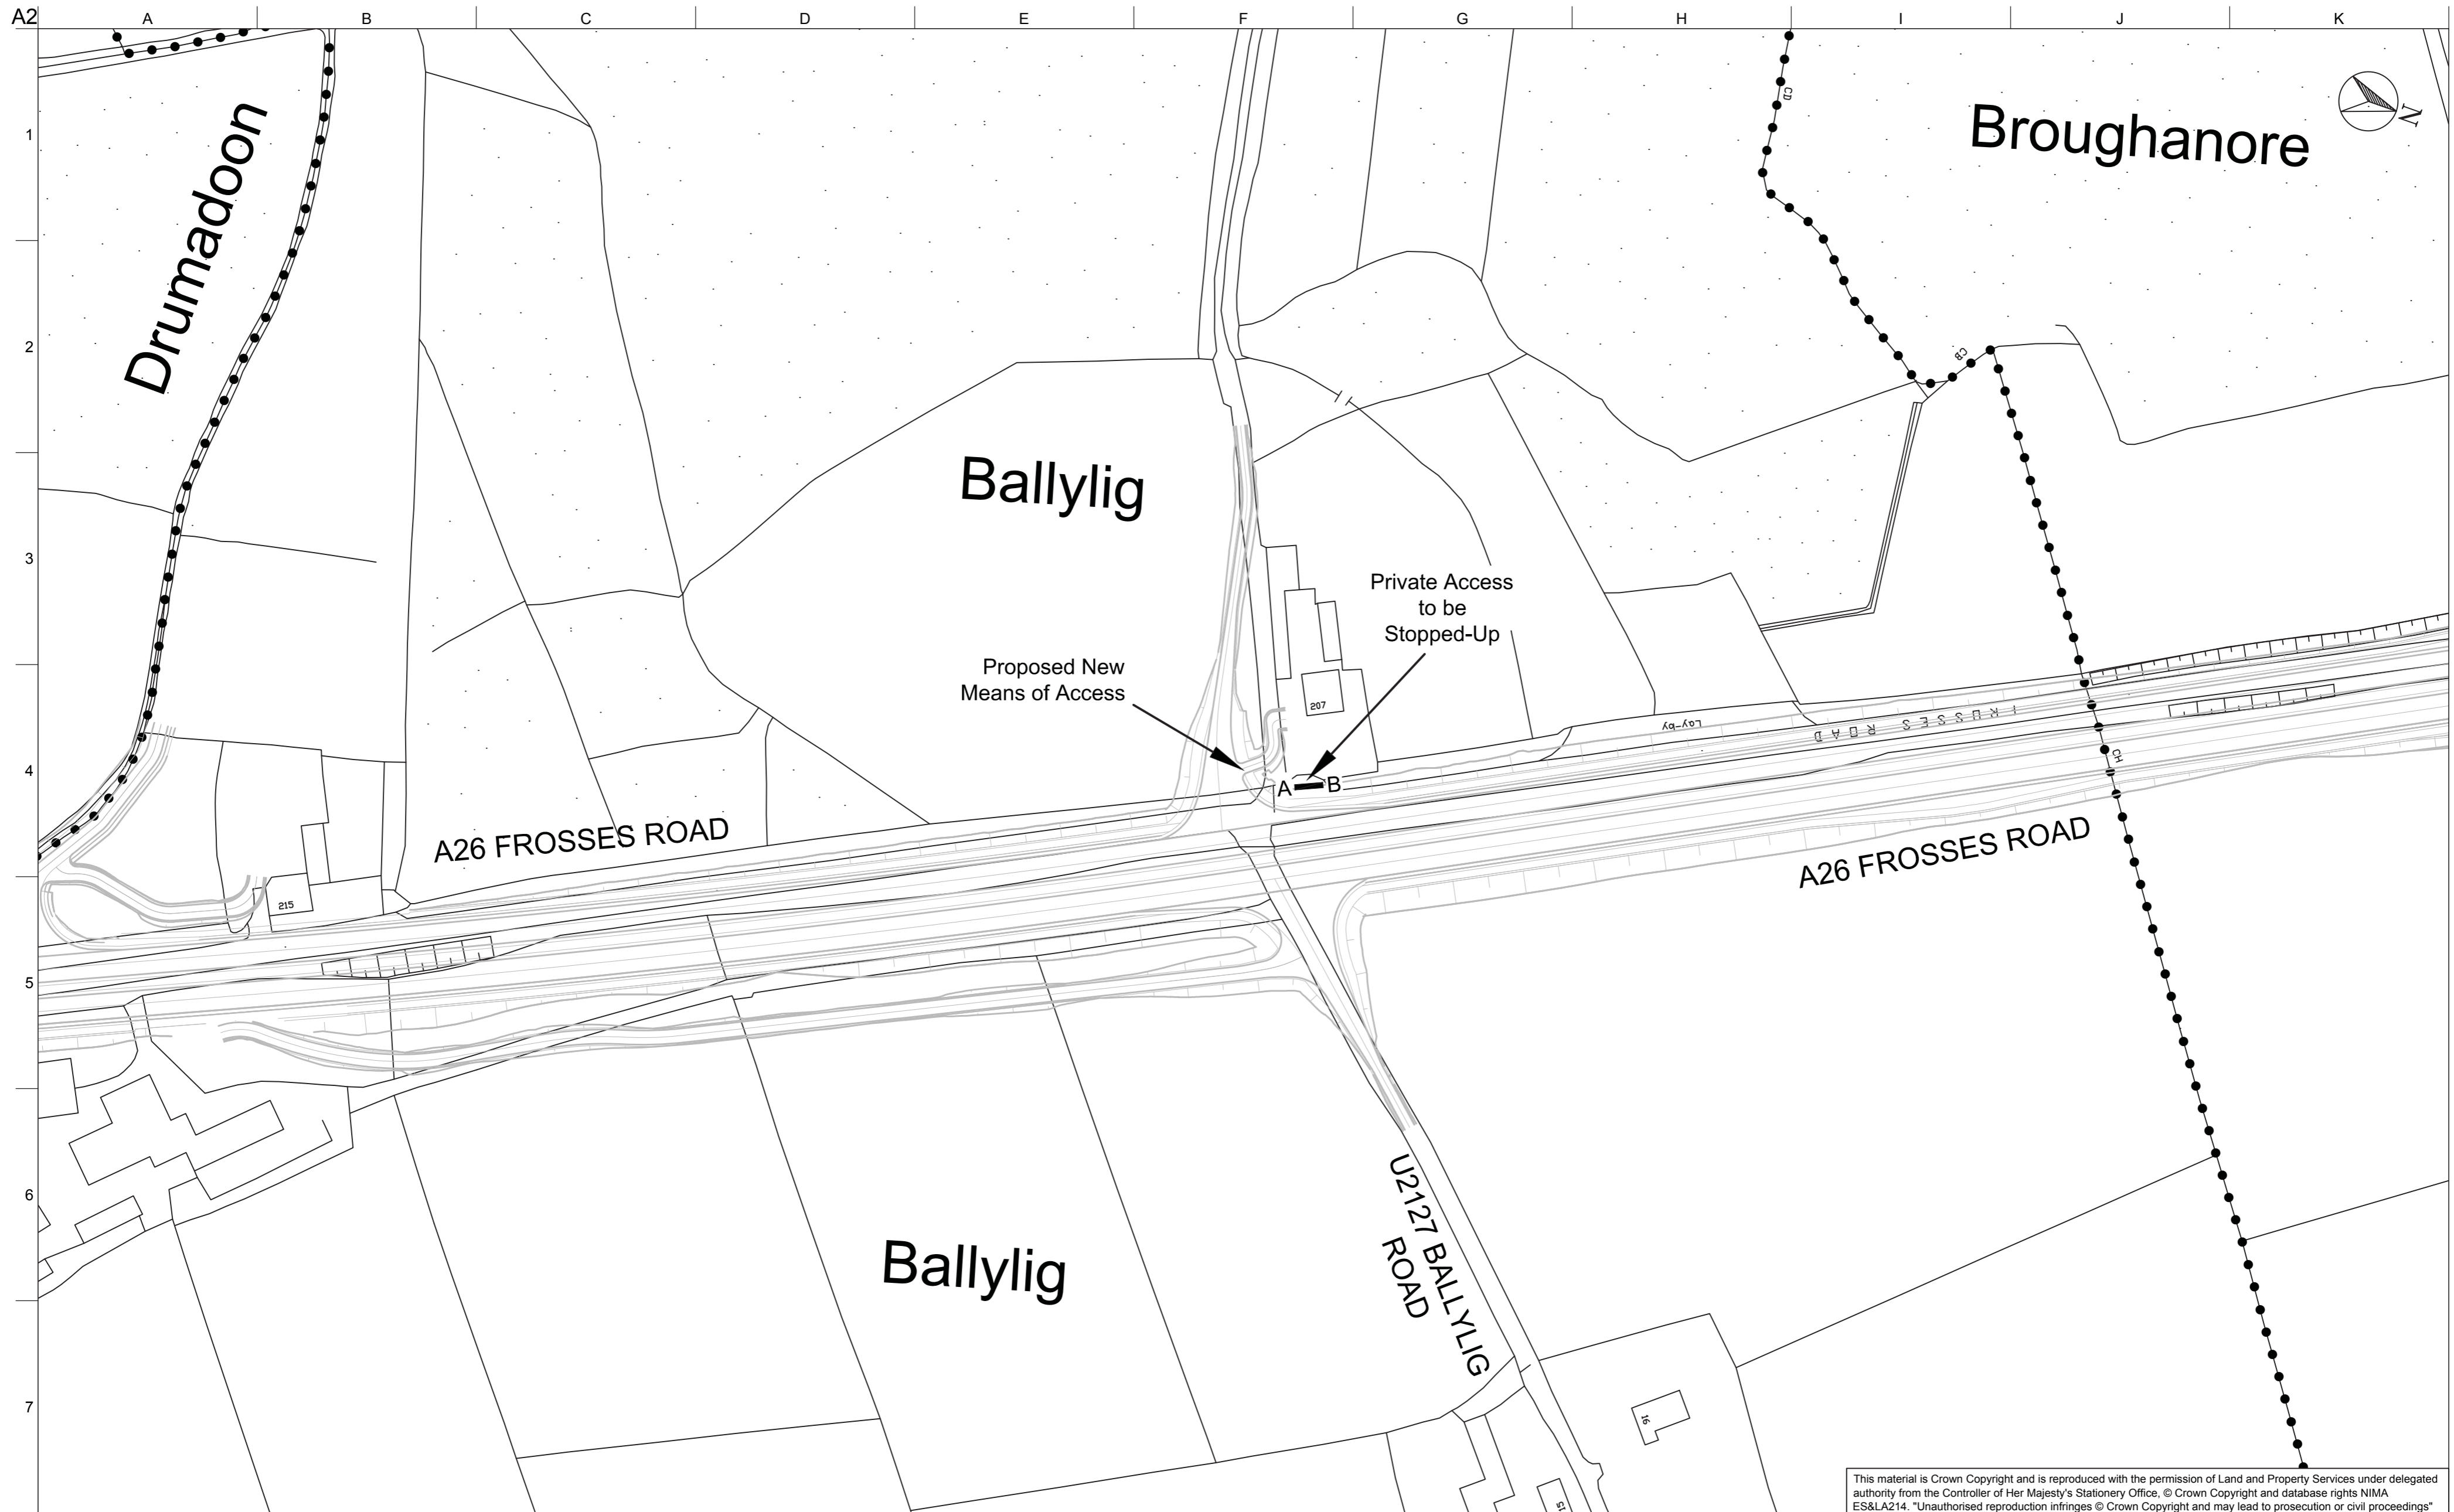 A2
A
B
C
D
E
F
G
H
I
J
K
1
2
3
4
5
6
7
Drumadoon
Broughanore
N
CD
CB
Ballylig
Private Access
to be
Stopped-Up
Proposed New
Means of Access
207
A
B
Lay-by
FROSSES ROAD
CH
A26 FROSSES ROAD
A26 FROSSES ROAD
215
U2127 BALLYLIG
ROAD
Ballylig
16
15
This material is Crown Copyright and is reproduced with the permission of Land and Property Services under delegated
authority from the Controller of Her Majesty's Stationery Office, © Crown Copyright and database rights NIMA
ES&LA214. "Unauthorised reproduction infringes © Crown Copyright and may lead to prosecution or civil proceedings"